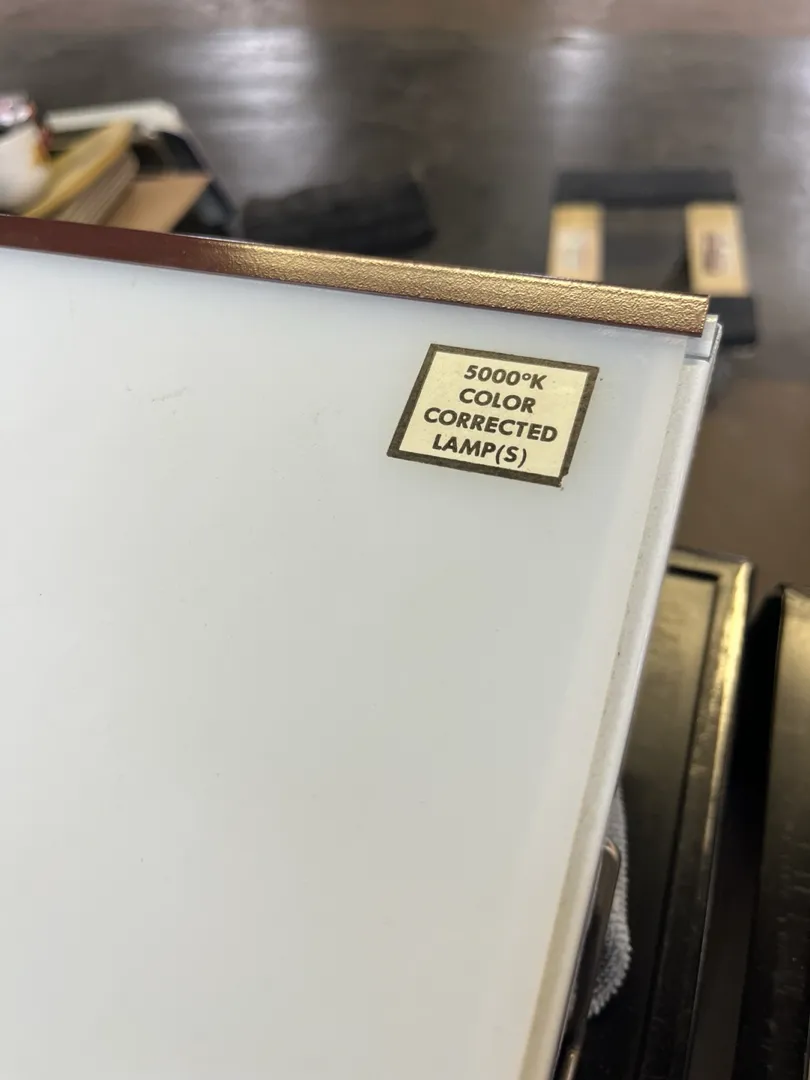 5000°K
COLOR
CORRECTED
LAMP(S)